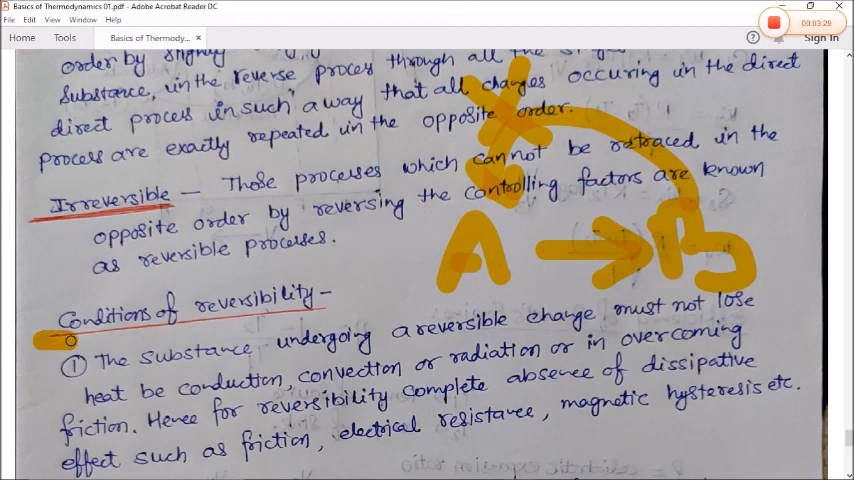 Basics of Thermodynamics 01.pdf - Adobe Acrobat Reader DC
File Edit View Window Help
00:03:29
Home Tools Basics of Thermody... × Sign In
order by slightly
Substance, in the reverse process through all the
direct process in such a way that all changes occuring in the direct
process are exactly repeated in the opposite order.
Irreversible - Those processes which cannot be retraced in the
opposite order by reversing the controlling factors are known
as reversible processes.
A → B
Conditions of reversibility -
① The substance undergoing a reversible change must not lose
heat be conduction, convection or radiation or in overcoming
friction. Hence for reversibility complete absence of dissipative
effect such as friction, electrical resistance, magnetic hysteresis etc.